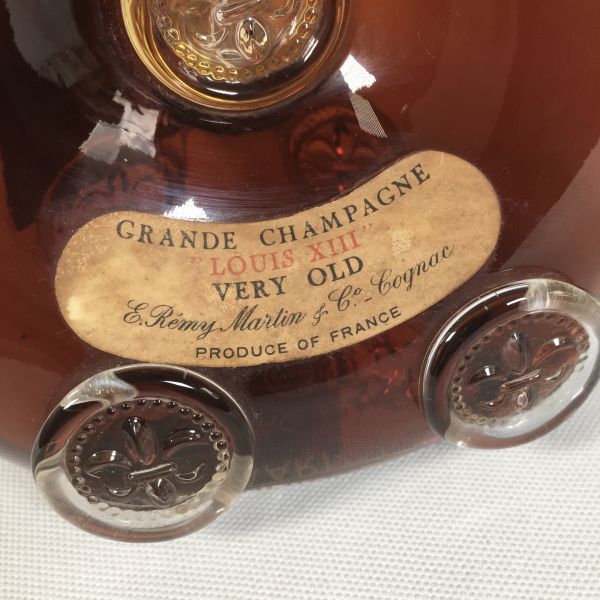 GRANDE CHAMPAGNE
"LOUIS XIII"
VERY OLD
E. Rémy Martin & Co. - Cognac
PRODUCE OF FRANCE